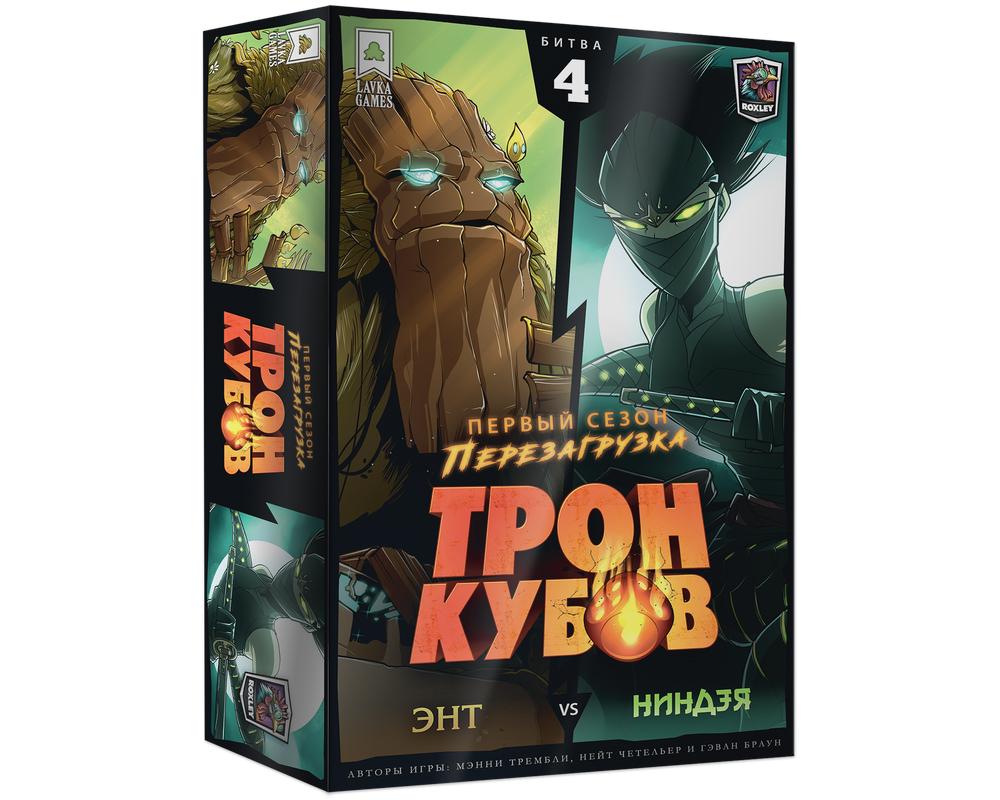 БИТВА
4
LAVKA
GAMES
ROXLEY
ПЕРВЫЙ СЕЗОН
ПЕРЕЗАГРУЗКА
ТРОН
КУБОВ
ЭНТ
VS
НИНДЗЯ
АВТОРЫ ИГРЫ: МЭННИ ТРЕМБЛИ, НЕЙТ ЧЕТЕЛЬЕР И ГЭВАН БРАУН
LAVKA
GAMES
ПЕРВЫЙ СЕЗОН
ПЕРЕЗАГРУЗКА
ТРОН
КУБОВ
ROXLEY